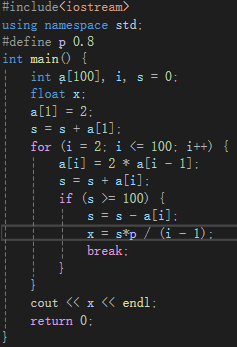 #include<iostream>
using namespace std;
#define p 0.8
int main() {
int a[100], i, s = 0;
float x;
a[1] = 2;
s = s + a[1];
for (i = 2; i <= 100; i++) {
a[i] = 2 * a[i - 1];
s = s + a[i];
if (s >= 100) {
s = s - a[i];
x = s*p / (i - 1);
break;
}
}
cout << x << endl;
return 0;
}